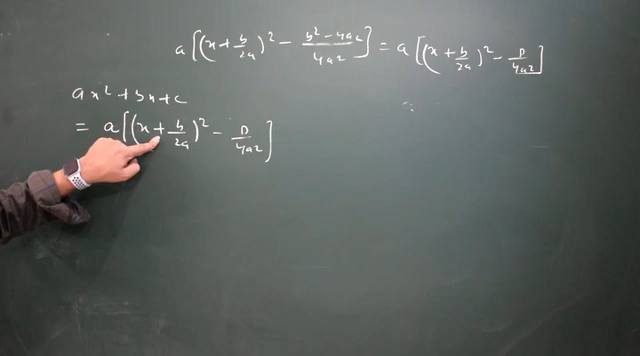 a[(x+b/2a)² − b²−4ac/4a²] = a[(x+b/2a)² − D/4a²]
ax²+bx+c
= a[(x+b/2a)² − D/4a²]